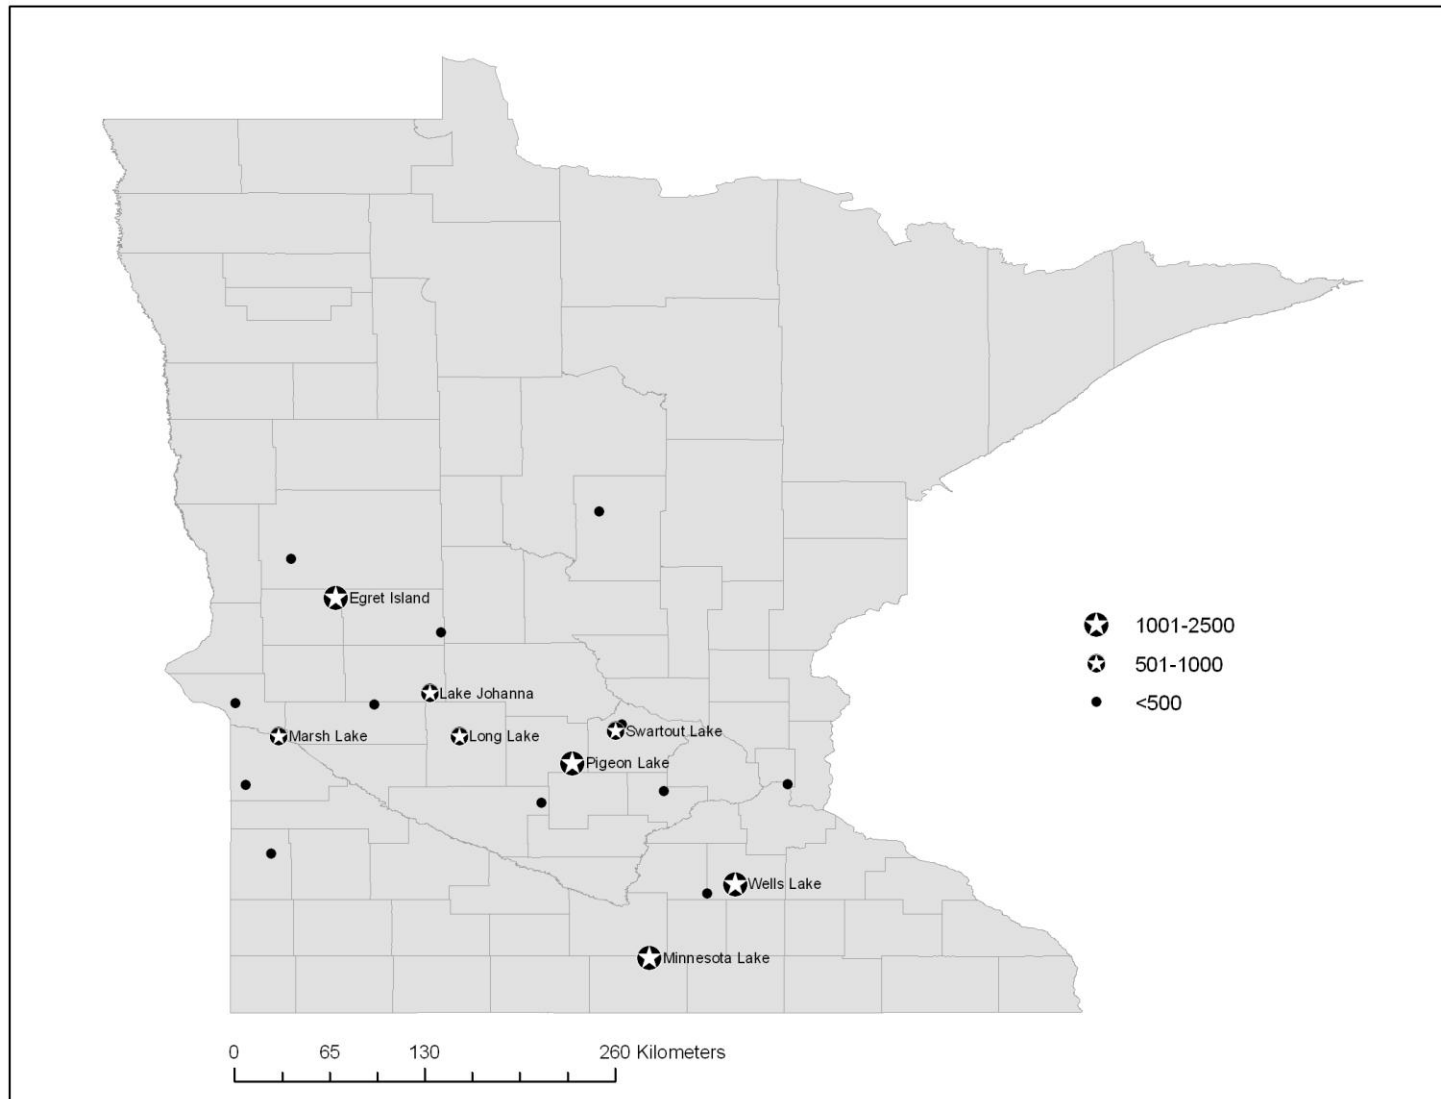 Egret Island
Lake Johanna
Marsh Lake
Long Lake
Swartout Lake
Pigeon Lake
Wells Lake
Minnesota Lake
1001-2500
501-1000
<500
0 65 130 260 Kilometers